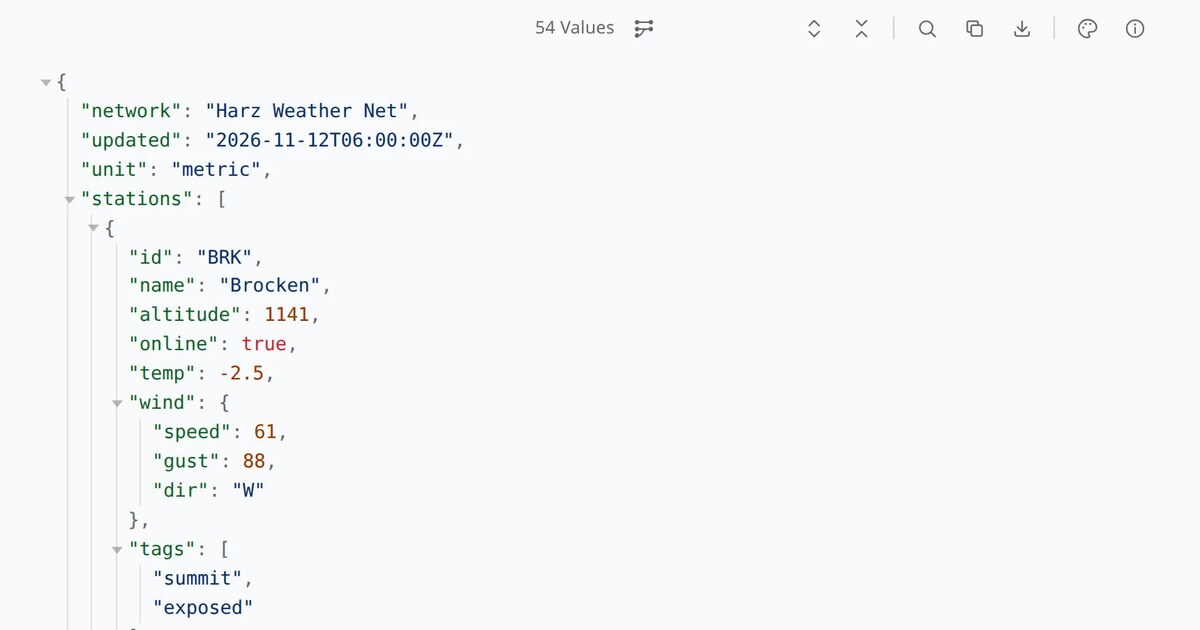 54 Values
{
"network": "Harz Weather Net",
"updated": "2026-11-12T06:00:00Z",
"unit": "metric",
"stations": [
{
"id": "BRK",
"name": "Brocken",
"altitude": 1141,
"online": true,
"temp": -2.5,
"wind": {
"speed": 61,
"gust": 88,
"dir": "W"
},
"tags": [
"summit",
"exposed"